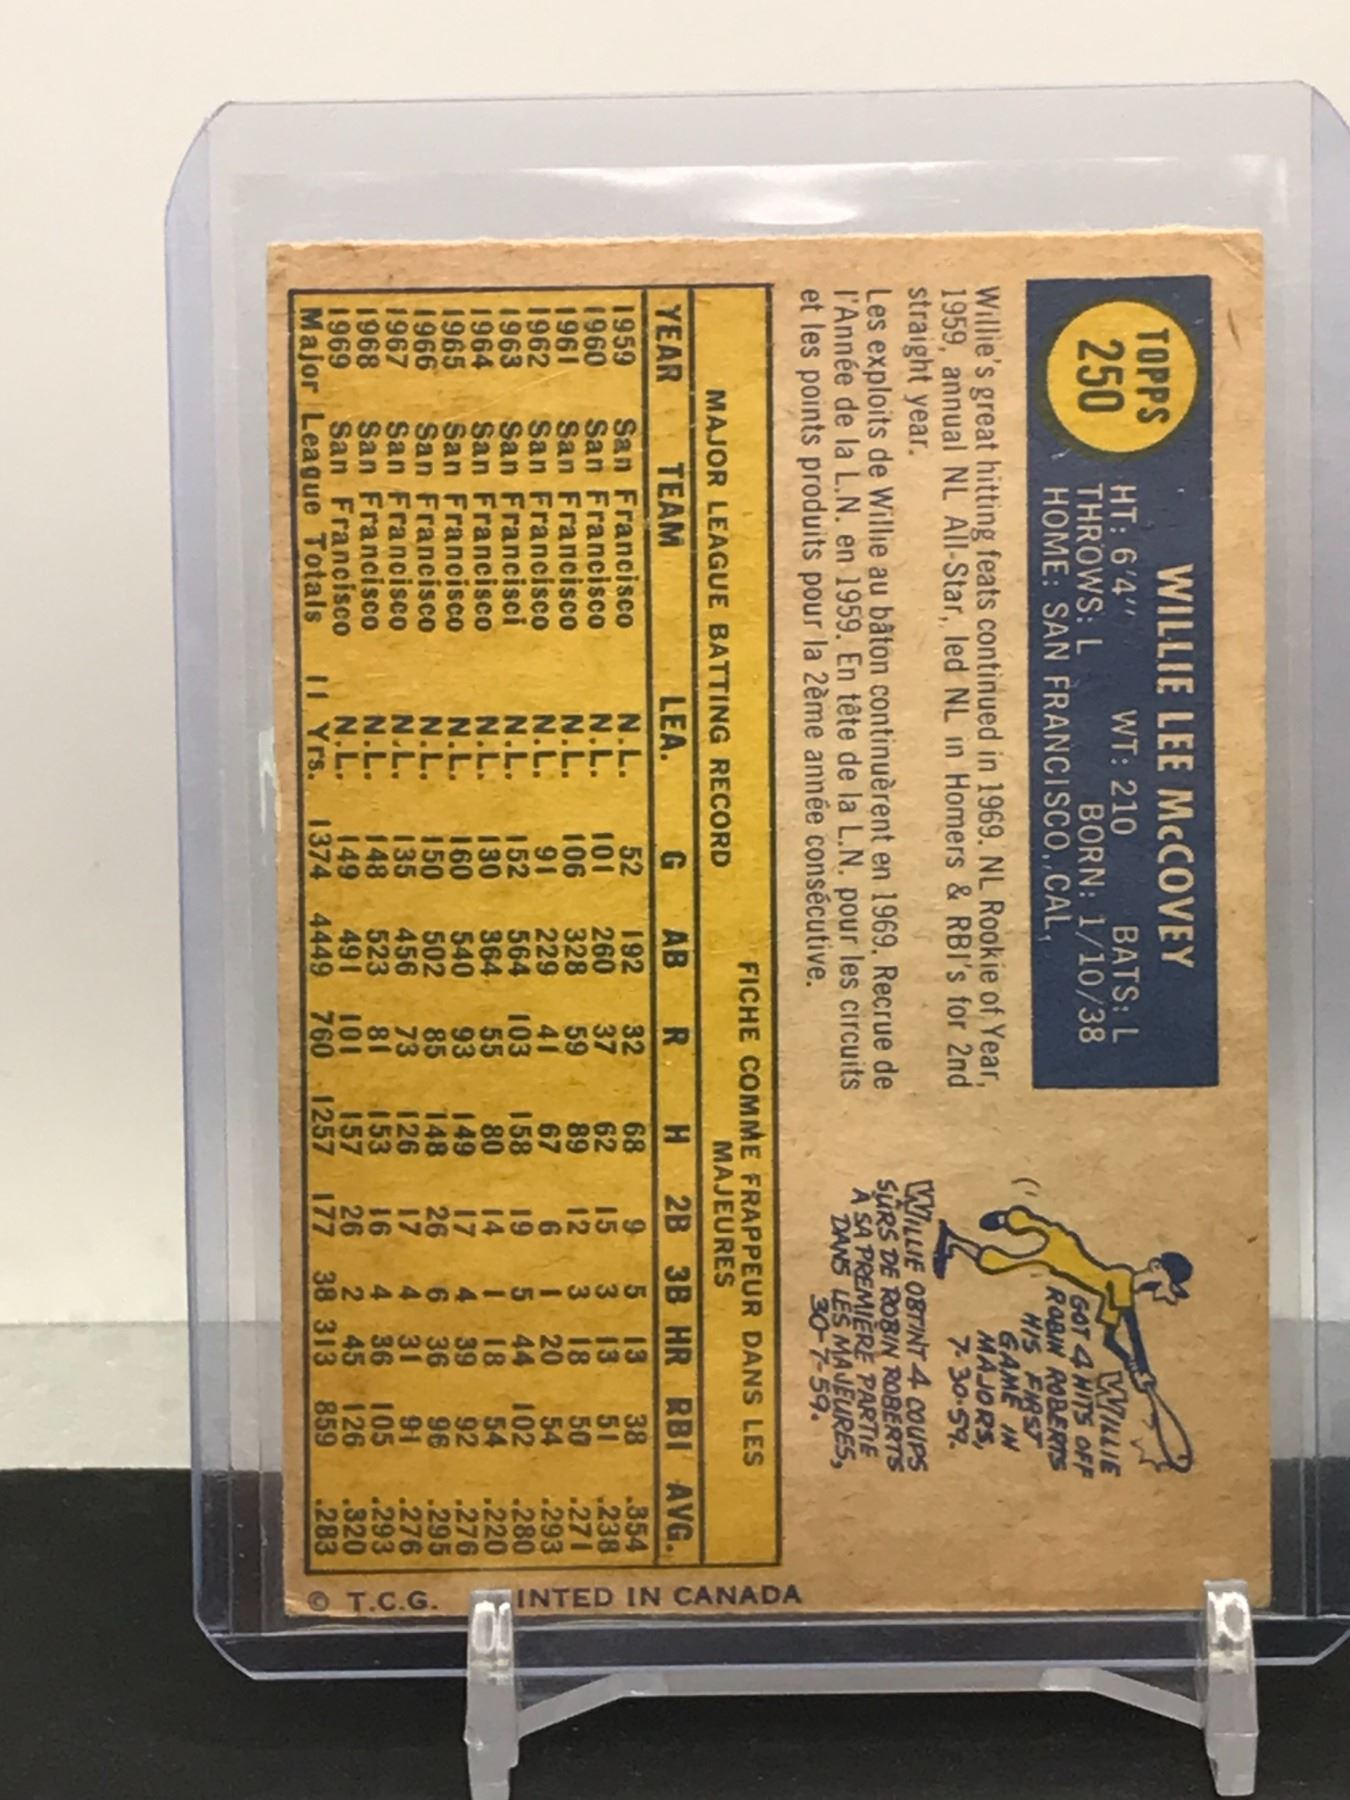 TOPPS
250
WILLIE LEE McCOVEY
HT: 6'4" WT: 210 BATS: L
THROWS: L BORN: 1/10/38
HOME: SAN FRANCISCO, CAL,
Willie's great hitting feats continued in 1969. NL Rookie of Year,
1959, annual NL All-Star, led NL in Homers & RBI's for 2nd
straight year.
Les exploits de Willie au bâton continuèrent en 1969. Recrue de
l'Année de la L.N. en 1959. En tête de la L.N. pour les circuits
et les points produits pour la 2ème année consécutive.
WILLIE
GOT 4 HITS OFF
ROBIN ROBERTS
HIS FIRST
GAME IN
MAJORS,
7-30-59.
WILLIE OBTINT 4 COUPS
SÛRS DE ROBIN ROBERTS
À SA PREMIÈRE PARTIE
DANS LES MAJEURES,
30-7-59.
MAJOR LEAGUE BATTING RECORD
FICHE COMME FRAPPEUR DANS LES
MAJEURES
YEAR TEAM LEA. G AB R H 2B 3B HR RBI AVG.
1959 San Francisco N.L. 52 192 32 68 9 5 13 38 .354
1960 San Francisco N.L. 101 260 37 62 15 3 13 51 .238
1961 San Francisco N.L. 106 328 59 89 12 3 18 50 .271
1962 San Francisco N.L. 91 229 41 67 6 1 20 54 .293
1963 San Francisci N.L. 152 564 103 158 19 5 44 102 .280
1964 San Francisco N.L. 130 364 55 80 14 1 18 54 .220
1965 San Francisco N.L. 160 540 93 149 17 4 39 92 .276
1966 San Francisco N.L. 150 502 85 148 26 6 36 96 .295
1967 San Francisco N.L. 135 456 73 126 17 4 31 91 .276
1968 San Francisco N.L. 148 523 81 153 16 4 36 105 .293
1969 San Francisco N.L. 149 491 101 157 26 2 45 126 .320
Major League Totals 11 Yrs. 1374 4449 760 1257 177 38 313 859 .283
© T.C.G. INTED IN CANADA